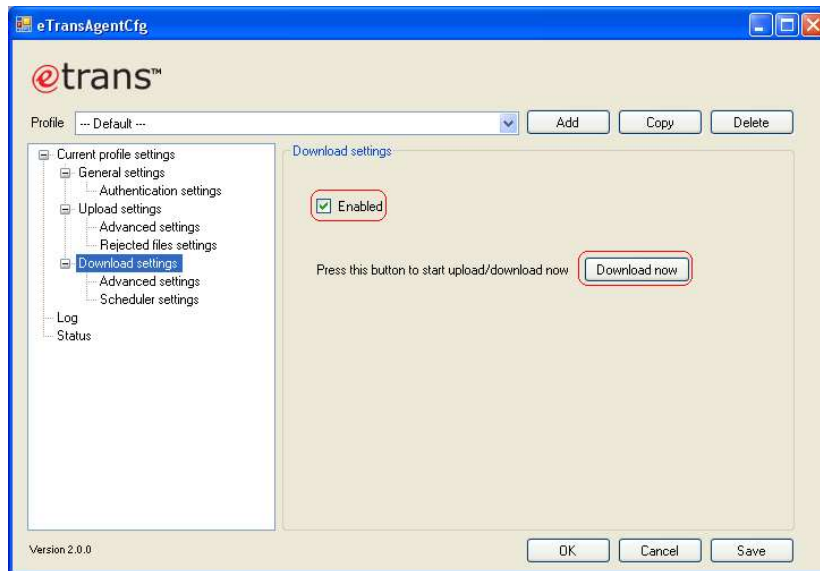 eTransAgentCfg
etrans™
Profile --- Default --- Add Copy Delete
Current profile settings
General settings
Authentication settings
Upload settings
Advanced settings
Rejected files settings
Download settings
Advanced settings
Scheduler settings
Log
Status
Download settings
Enabled
Press this button to start upload/download now Download now
Version 2.0.0 OK Cancel Save